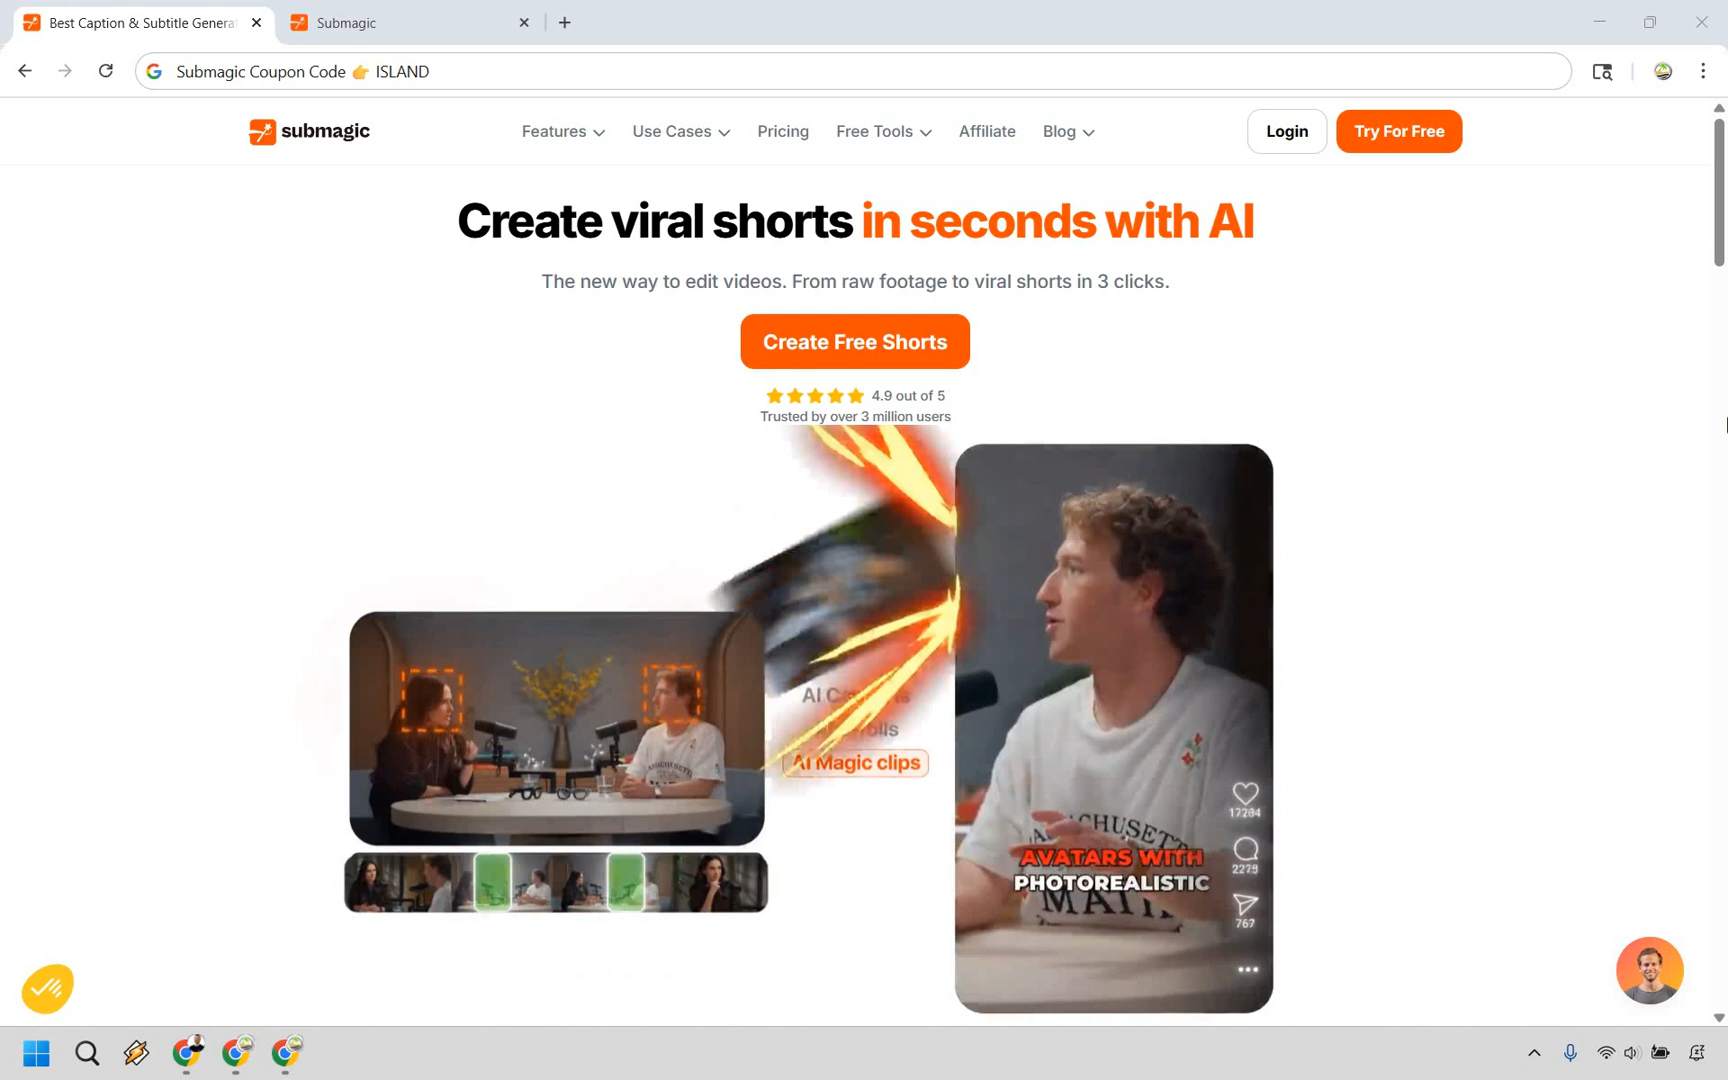 Best Caption & Subtitle Genera
Submagic
Submagic Coupon Code 👉 ISLAND
submagic
Features
Use Cases
Pricing
Free Tools
Affiliate
Blog
Login
Try For Free
Create viral shorts in seconds with AI
The new way to edit videos. From raw footage to viral shorts in 3 clicks.
Create Free Shorts
4.9 out of 5
Trusted by over 3 million users
AI
AI Magic clips
AVATARS WITH
PHOTOREALISTIC
17204
2279
767